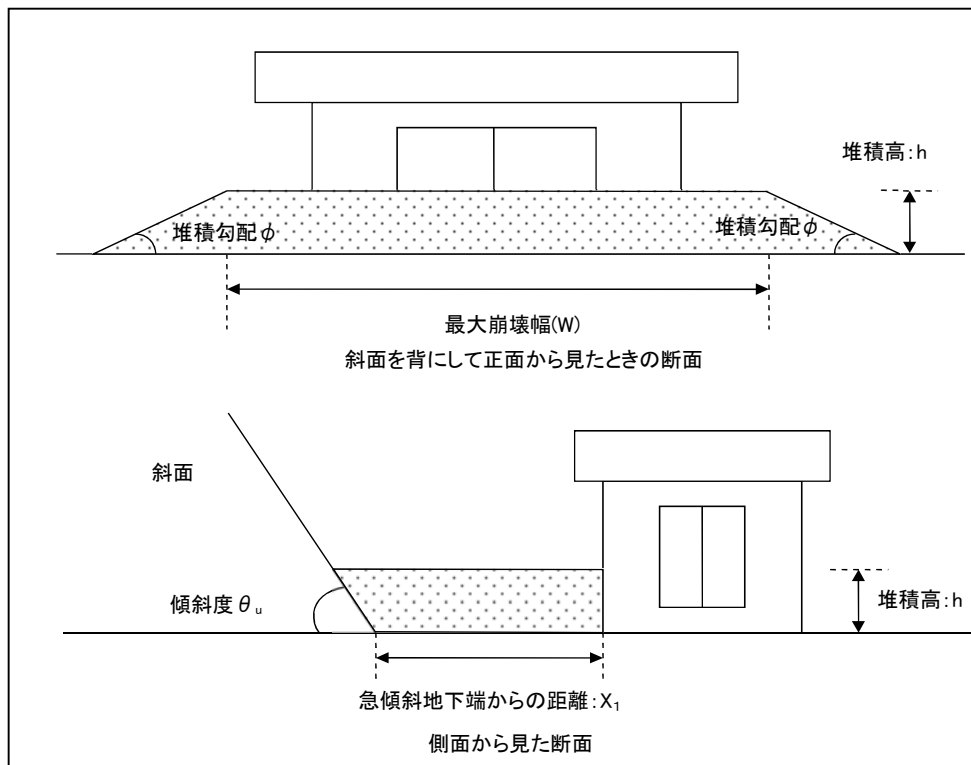 堆積高:h
堆積勾配φ
堆積勾配φ
最大崩壊幅(W)
斜面を背にして正面から見たときの断面
斜面
傾斜度θu
堆積高:h
急傾斜地下端からの距離:X1
側面から見た断面